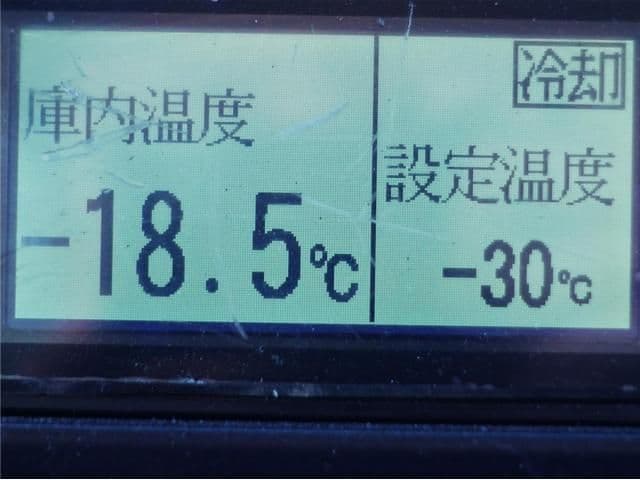 庫内温度
-18.5℃
冷却
設定温度
-30℃